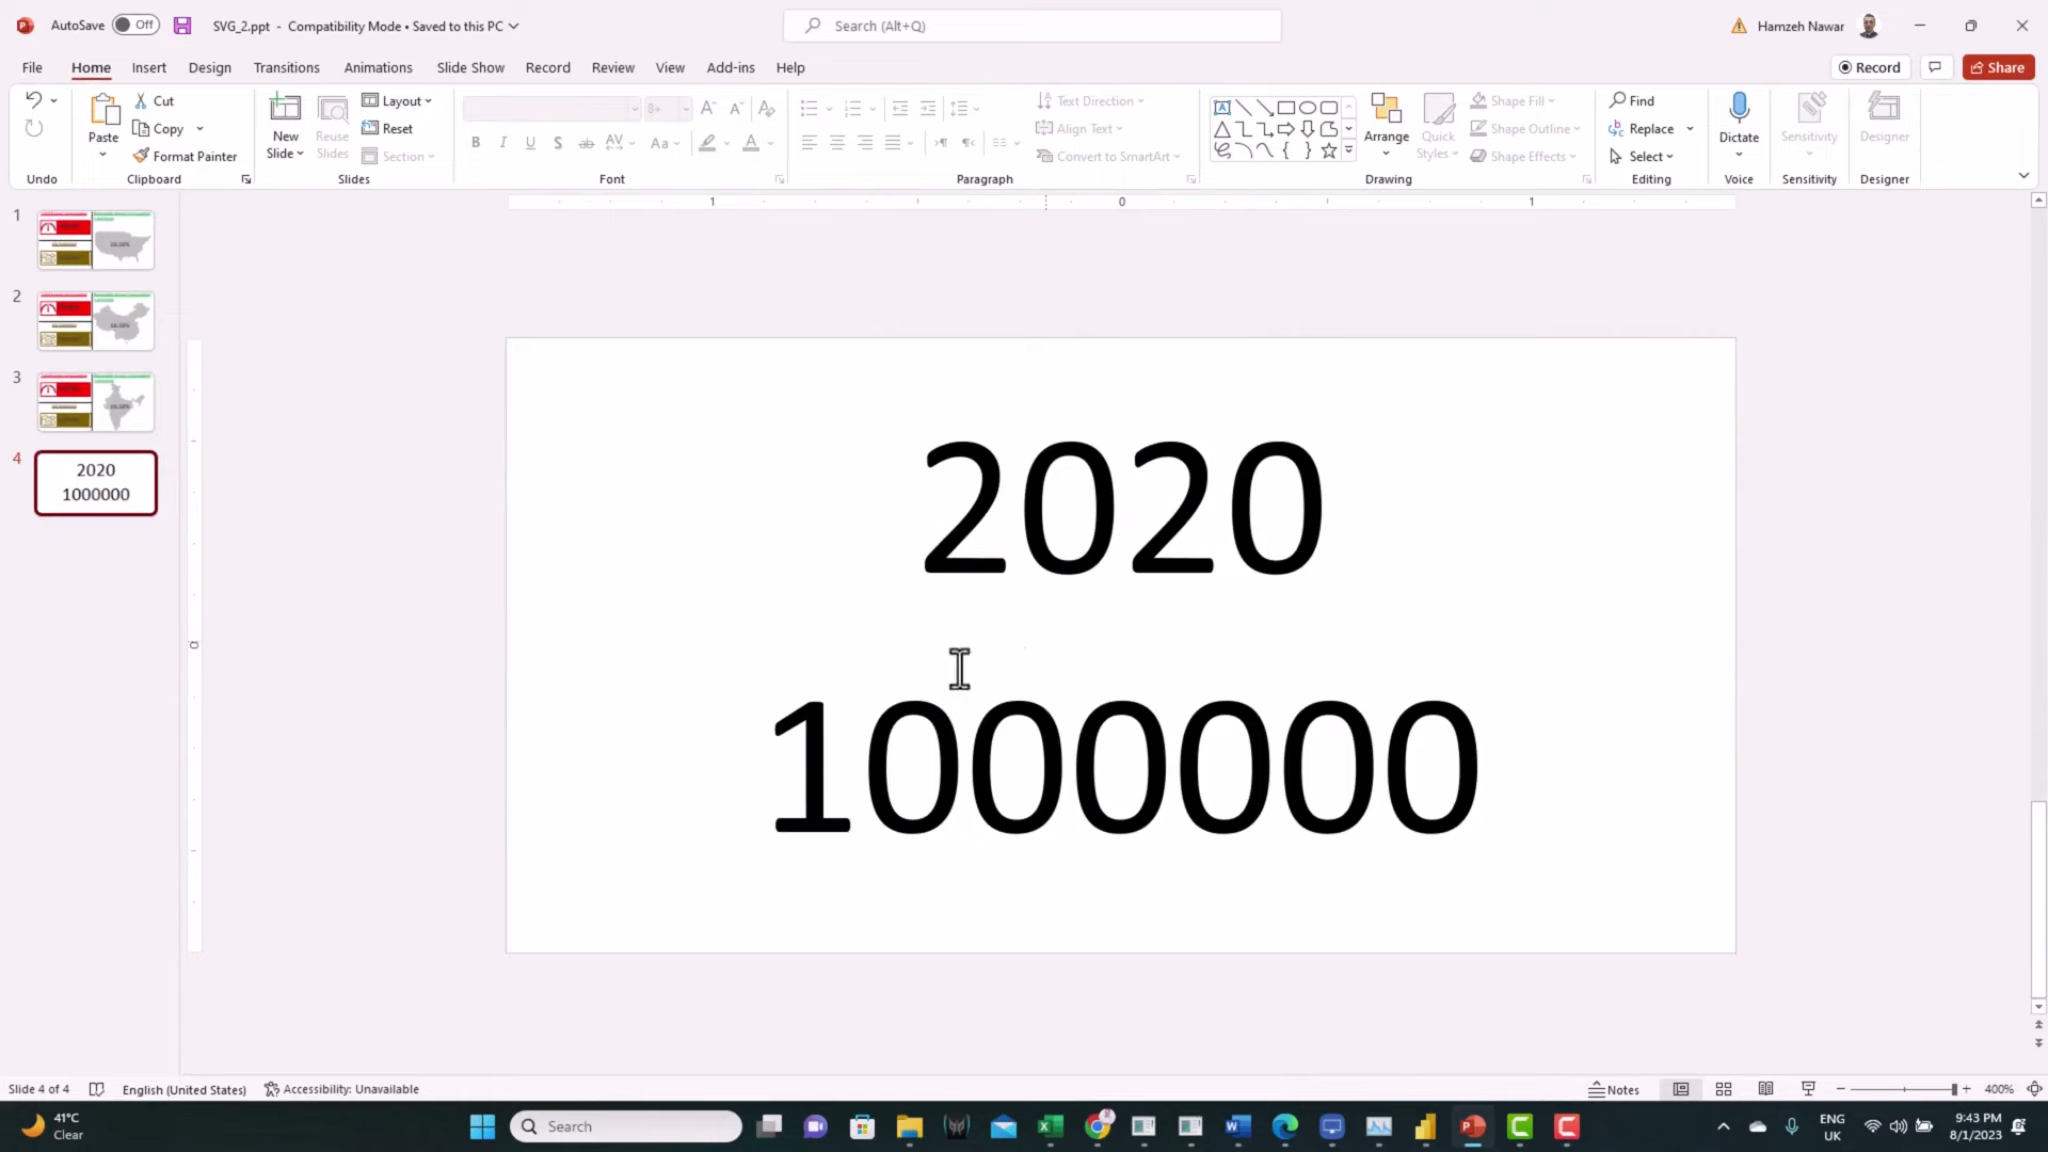 AutoSave Off SVG_2.ppt - Compatibility Mode • Saved to this PC Search (Alt+Q) Hamzeh Nawar
File Home Insert Design Transitions Animations Slide Show Record Review View Add-ins Help Record Share
Cut Layout Text Direction Shape Fill Find
Copy Reset Align Text Shape Outline Replace
Format Painter Section Convert to SmartArt Shape Effects Select
Paste New Slide Reuse Slides Arrange Quick Styles Dictate Sensitivity Designer
Undo Clipboard Slides Font Paragraph Drawing Editing Voice Sensitivity Designer
1 0 1
1
2
3
4
2020
1000000
0
2020
1000000
Slide 4 of 4 English (United States) Accessibility: Unavailable Notes 400%
41°C
Clear
Search
ENG
UK
9:43 PM
8/1/2023